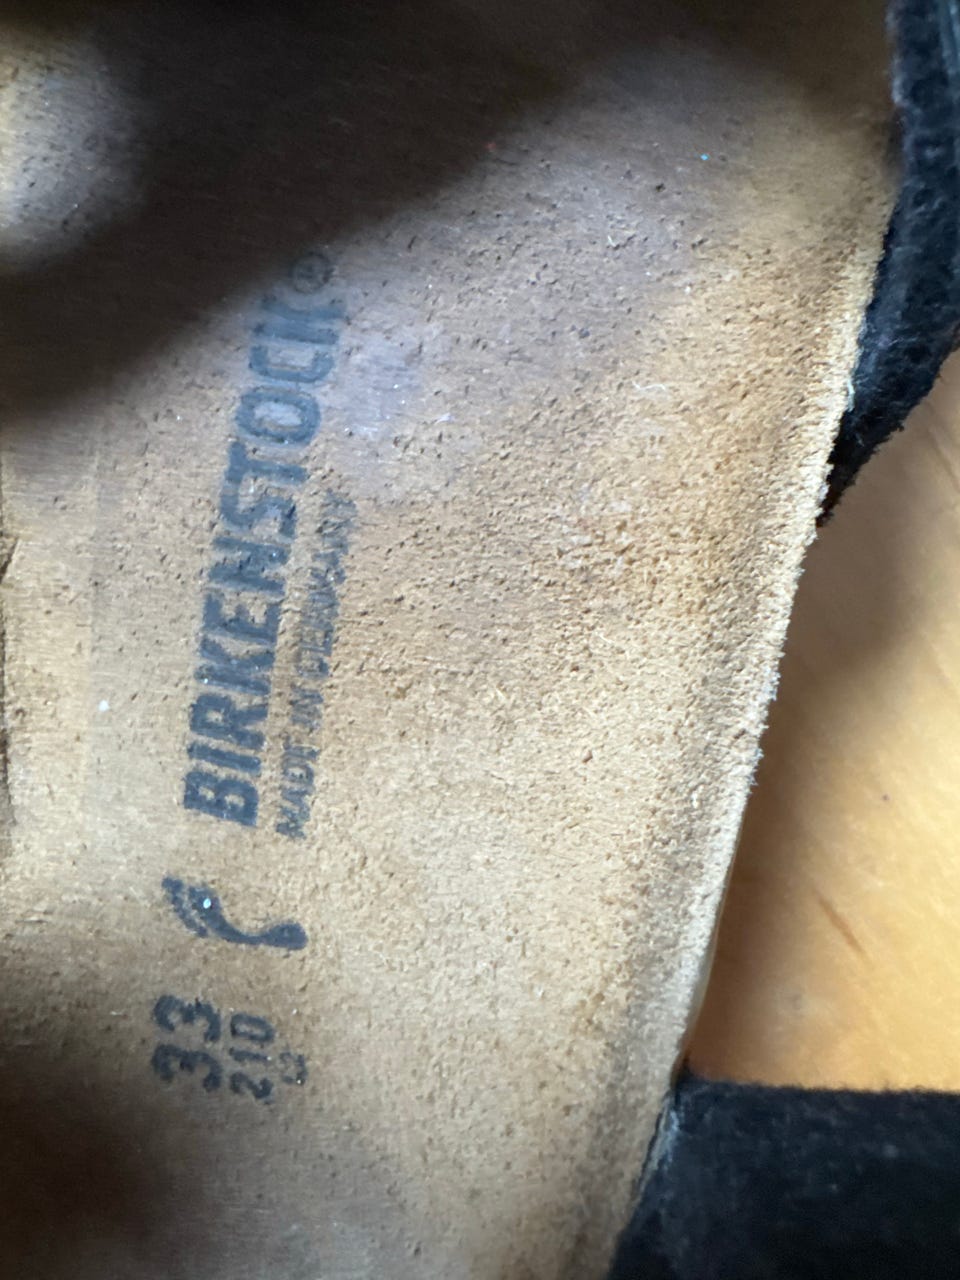 BIRKENSTOCK®
MADE IN GERMANY
33
210